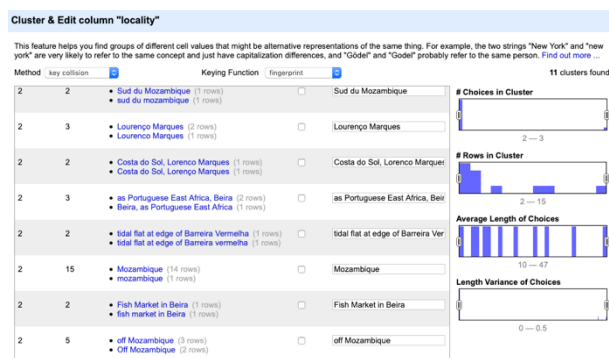 Cluster & Edit column "locality"
This feature helps you find groups of different cell values that might be alternative representations of the same thing. For example, the two strings "New York" and "new
york" are very likely to refer to the same concept and just have capitalization differences, and "Gödel" and "Godel" probably refer to the same person. Find out more ...
Method key collision Keying Function fingerprint 11 clusters found
2 2 • Sud du Mozambique (1 rows) Sud du Mozambique
• sud du mozambique (1 rows)
2 3 • Lourenço Marques (2 rows) Lourenço Marques
• Lourenco Marques (1 rows)
2 2 • Costa do Sol, Lorenco Marques (1 rows) Costa do Sol, Lorenco Marques
• Costa do Sol, Lorenço Marques (1 rows)
2 3 • as Portuguese East Africa, Beira (2 rows) as Portuguese East Africa, Beir
• Beira, as Portuguese East Africa (1 rows)
2 2 • tidal flat at edge of Barreira Vermelha (1 rows) tidal flat at edge of Barreira Ver
• tidal flat at edge of Barreira vermelha (1 rows)
2 15 • Mozambique (14 rows) Mozambique
• mozambique (1 rows)
2 2 • Fish Market in Beira (1 rows) Fish Market in Beira
• fish market in Beira (1 rows)
2 5 • off Mozambique (3 rows) off Mozambique
• Off Mozambique (2 rows)
# Choices in Cluster
2 — 3
# Rows in Cluster
2 — 15
Average Length of Choices
10 — 47
Length Variance of Choices
0 — 0.5